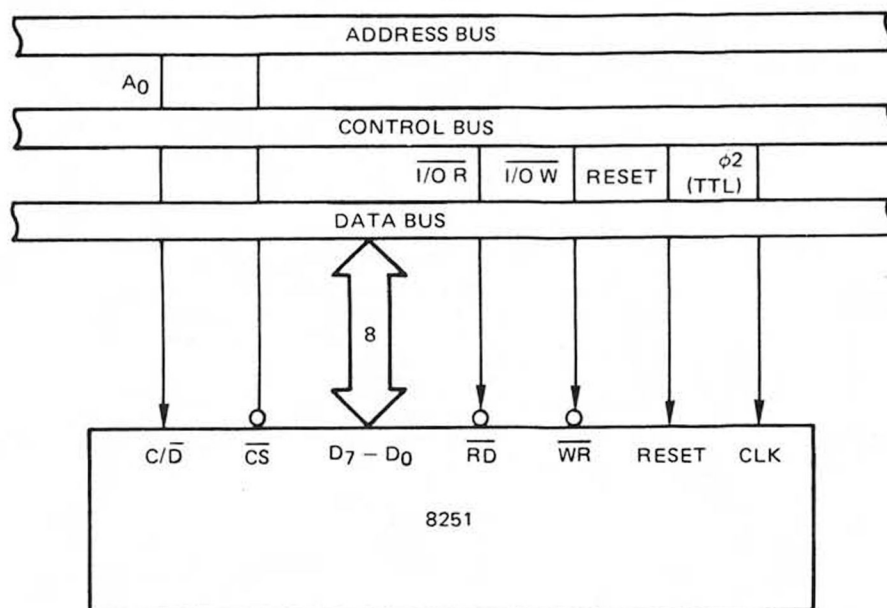 ADDRESS BUS
A0
CONTROL BUS
I/O R I/O W RESET φ2 (TTL)
DATA BUS
8
C/D CS D7 – D0 RD WR RESET CLK
8251